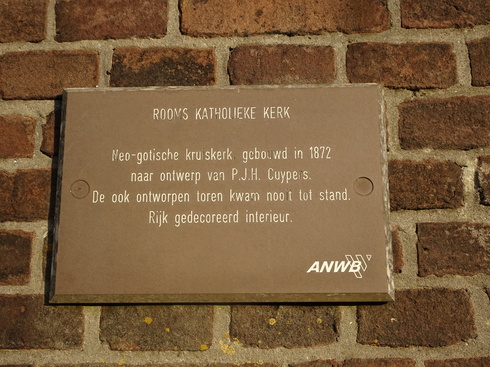 ROOMS KATHOLIEKE KERK
Neo-gotische kruiskerk gebouwd in 1872
naar ontwerp van P.J.H. Cuypers.
De ook ontworpen toren kwam nooit tot stand.
Rijk gedecoreerd interieur.
ANWB